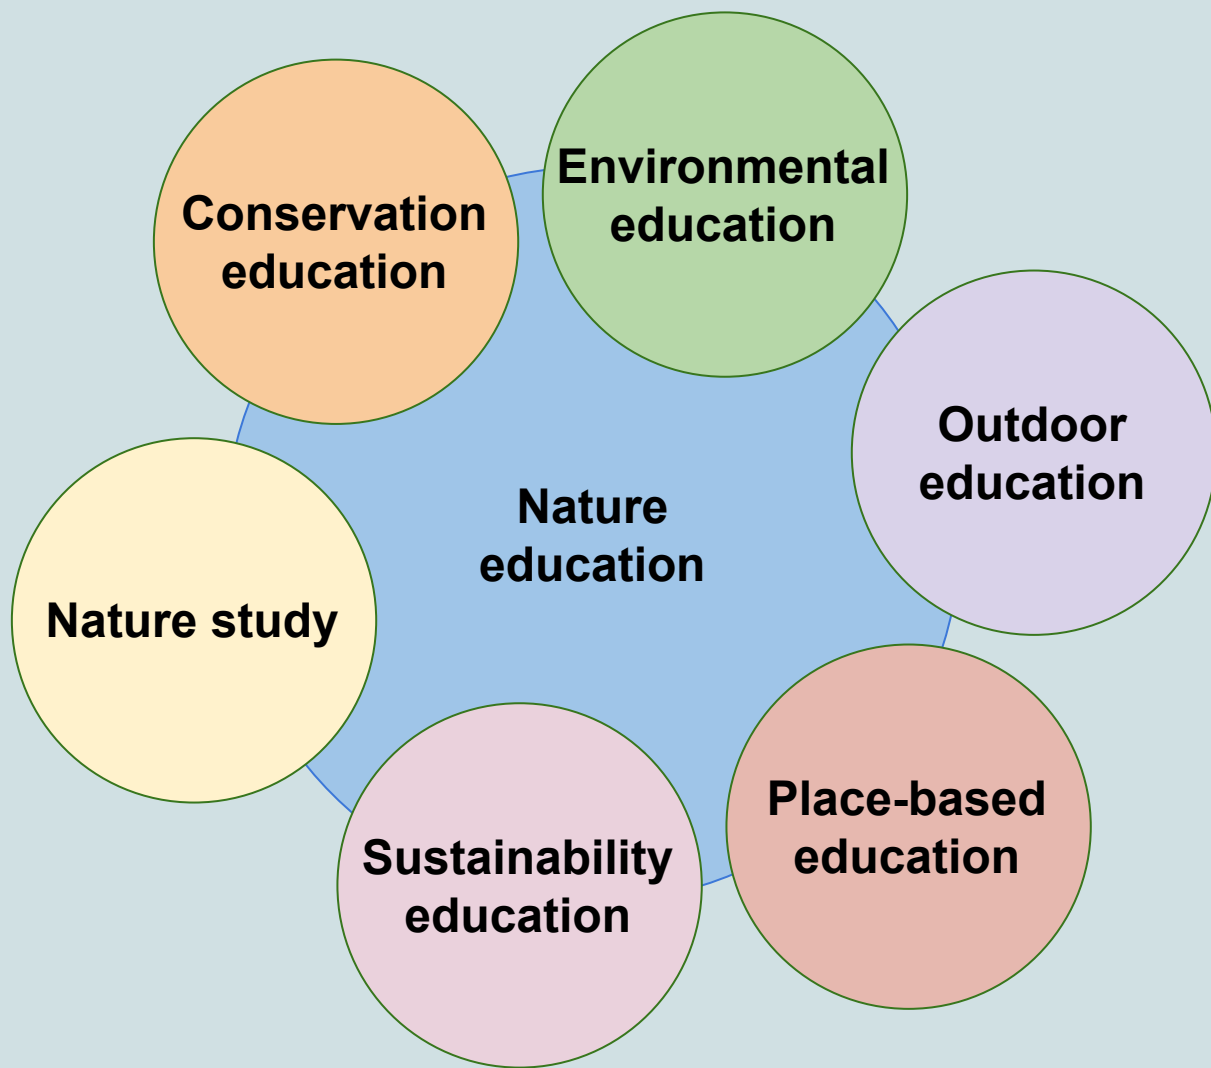 Environmental
education
Conservation
education
Outdoor
education
Nature
education
Nature study
Place-based
education
Sustainability
education